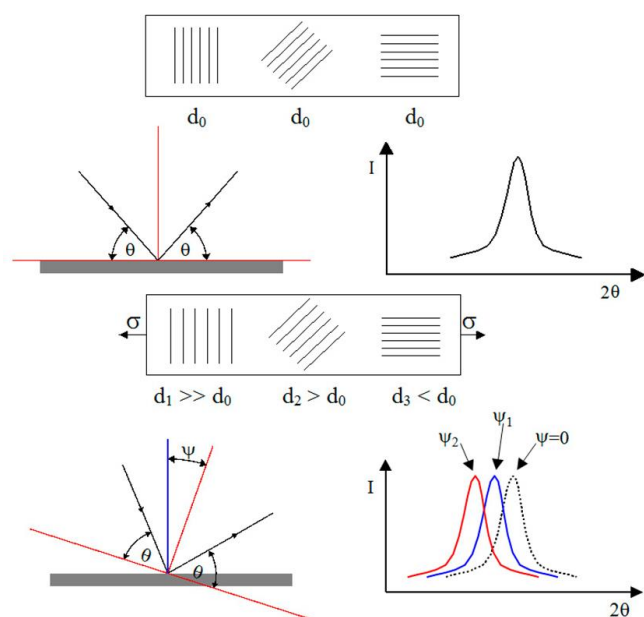 d₀ d₀ d₀
θ θ
I
2θ
σ σ
d₁ >> d₀ d₂ > d₀ d₃ < d₀
ψ
θ
θ
ψ₂ ψ₁ ψ=0
I
2θ